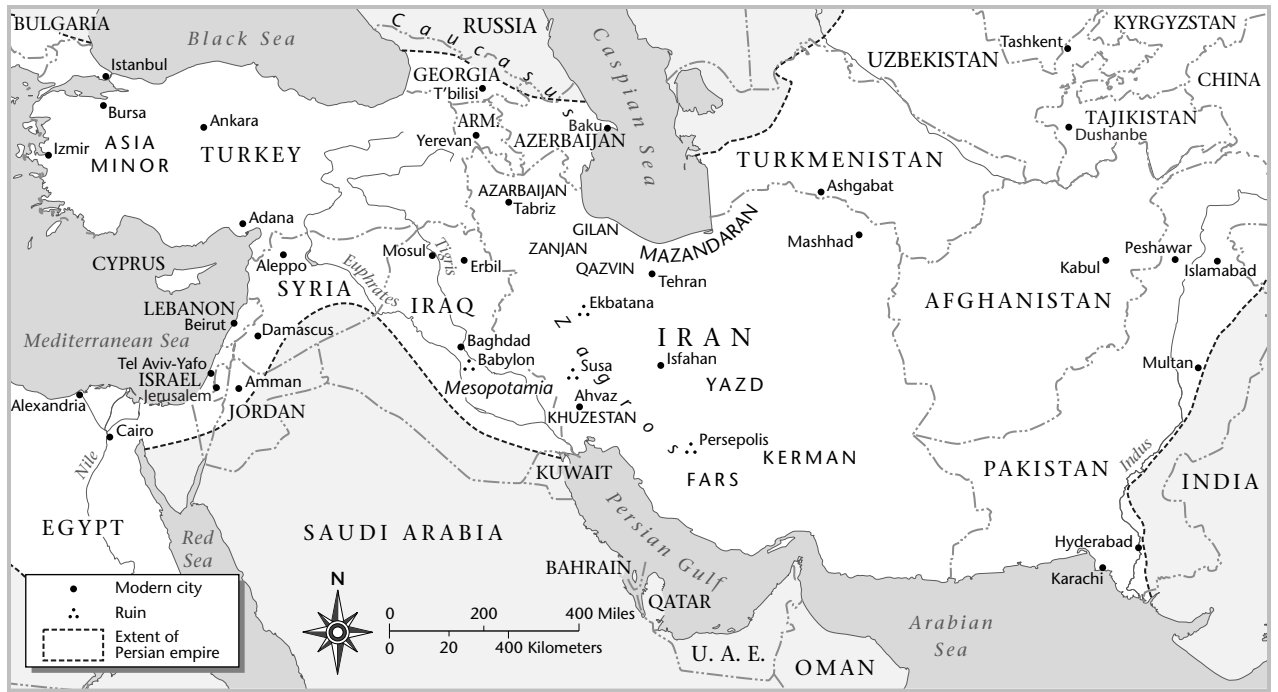 BULGARIA
Black Sea
Caucasus
RUSSIA
Caspian Sea
UZBEKISTAN
Tashkent
KYRGYZSTAN
CHINA
Istanbul
Bursa
Ankara
Izmir
ASIA
MINOR
TURKEY
GEORGIA
T'bilisi
ARM.
Yerevan
Baku
AZERBAIJAN
TAJIKISTAN
Dushanbe
TURKMENISTAN
Ashgabat
AZARBAIJAN
Tabriz
GILAN
ZANJAN
QAZVIN
MAZANDARAN
Mashhad
Tehran
Adana
Aleppo
CYPRUS
SYRIA
Mosul
Tigris
Erbil
Euphrates
IRAQ
Ekbatana
Kabul
Peshawar
Islamabad
AFGHANISTAN
LEBANON
Beirut
Damascus
Mediterranean Sea
Tel Aviv-Yafo
ISRAEL
Jerusalem
Amman
JORDAN
Baghdad
Babylon
Mesopotamia
Zagros
Susa
Ahvaz
KHUZESTAN
IRAN
Isfahan
YAZD
Multan
Alexandria
Cairo
Nile
Persepolis
KERMAN
FARS
KUWAIT
PAKISTAN
Indus
INDIA
EGYPT
Red
Sea
SAUDI ARABIA
Persian Gulf
BAHRAIN
QATAR
U. A. E.
OMAN
Hyderabad
Karachi
Arabian
Sea
Modern city
Ruin
Extent of
Persian empire
N
0 200 400 Miles
0 20 400 Kilometers